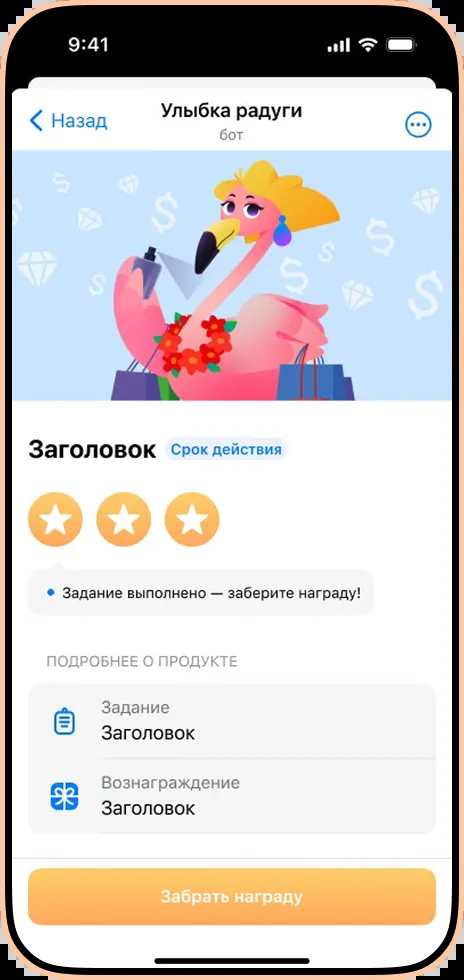 9:41
Назад
Улыбка радуги
бот
Заголовок
Срок действия
Задание выполнено — заберите награду!
ПОДРОБНЕЕ О ПРОДУКТЕ
Задание
Заголовок
Вознаграждение
Заголовок
Забрать награду